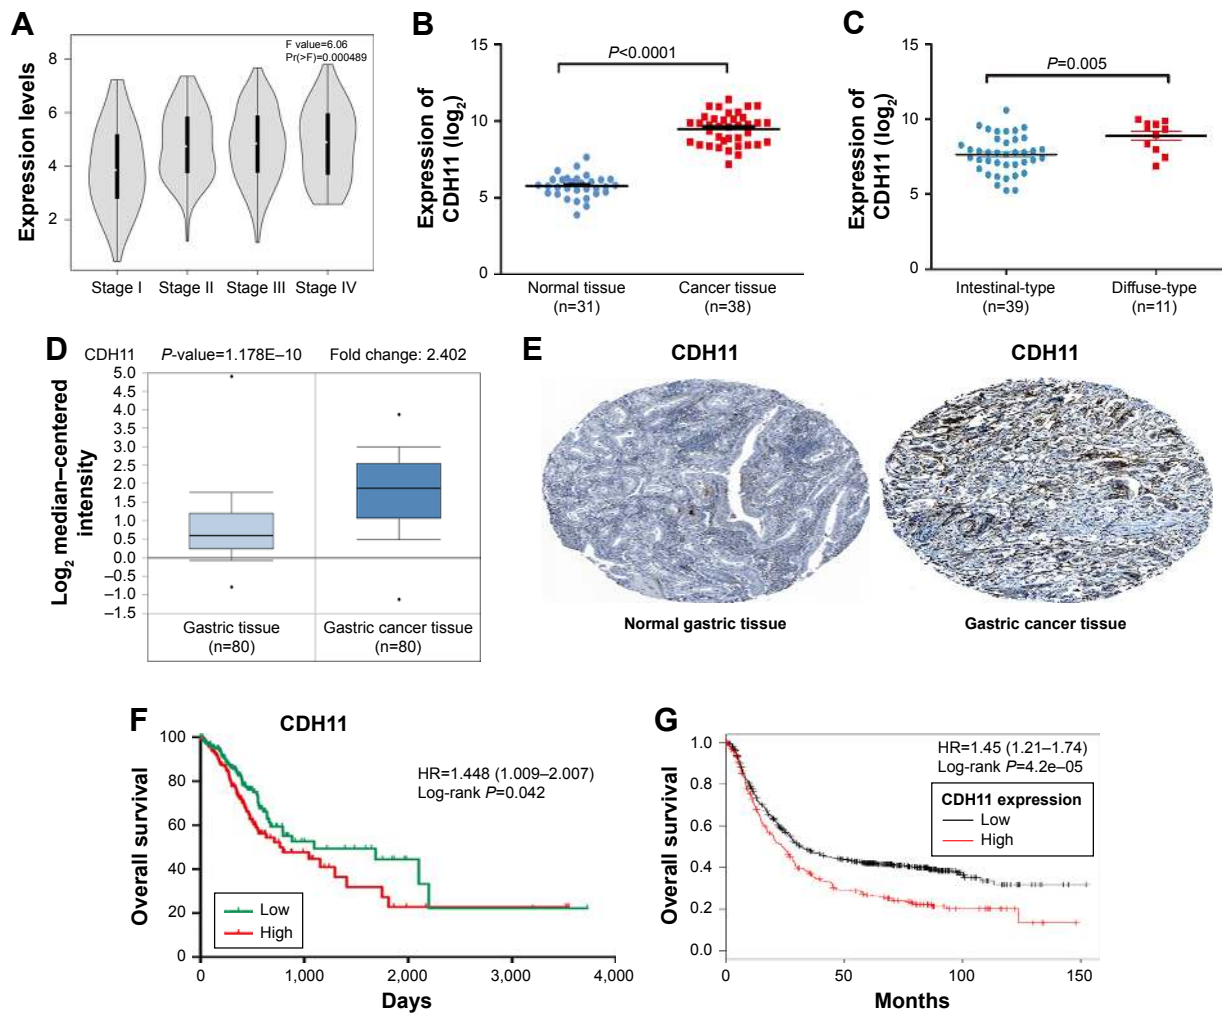 A
F value=6.06
Pr(>F)=0.000489
Expression levels
8
6
4
2
Stage I Stage II Stage III Stage IV
B
Expression of
CDH11 (log2)
15
10
5
0
P<0.0001
Normal tissue
(n=31)
Cancer tissue
(n=38)
C
Expression of
CDH11 (log2)
15
10
5
0
P=0.005
Intestinal-type
(n=39)
Diffuse-type
(n=11)
D
CDH11 P-value=1.178E–10 Fold change: 2.402
Log2 median–centered
intensity
5.0
4.5
4.0
3.5
3.0
2.5
2.0
1.5
1.0
0.5
0.0
–0.5
–1.0
–1.5
Gastric tissue
(n=80)
Gastric cancer tissue
(n=80)
E
CDH11
CDH11
Normal gastric tissue
Gastric cancer tissue
F
CDH11
Overall survival
100
80
60
40
20
0
HR=1.448 (1.009–2.007)
Log-rank P=0.042
Low
High
0 1,000 2,000 3,000 4,000
Days
G
Overall survival
1.0
0.8
0.6
0.4
0.2
0.0
HR=1.45 (1.21–1.74)
Log-rank P=4.2e–05
CDH11 expression
Low
High
0 50 100 150
Months